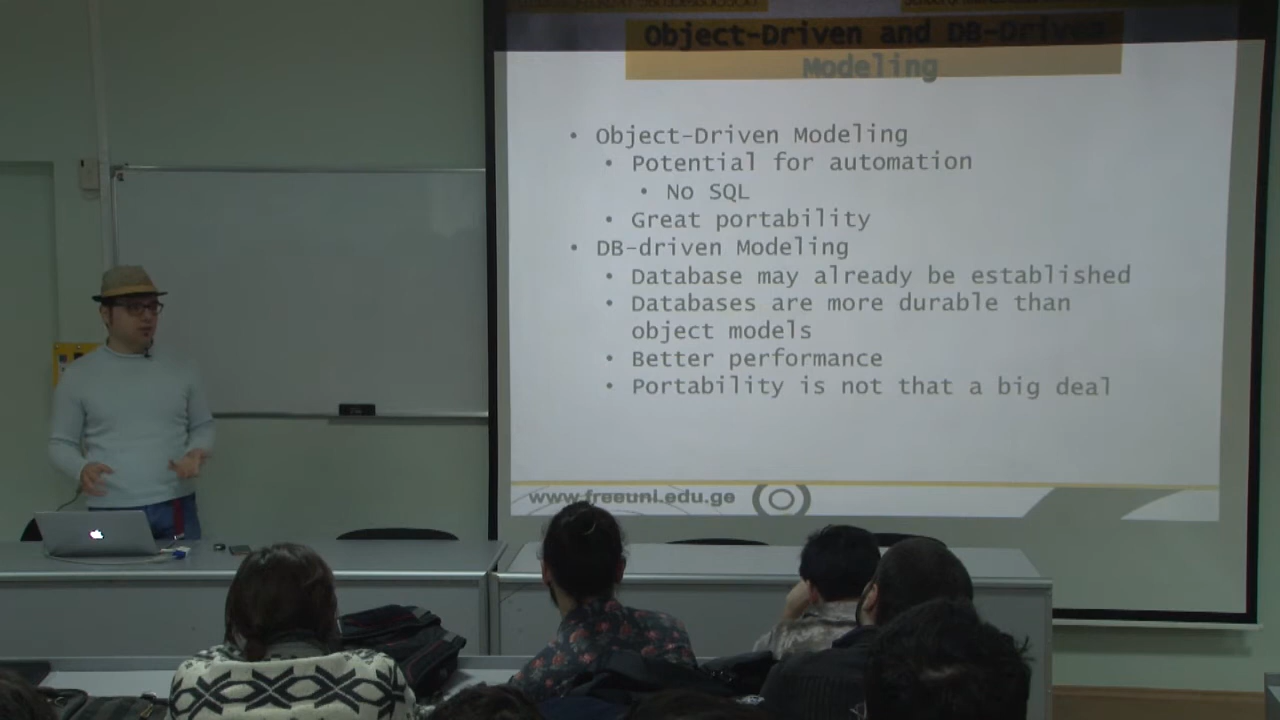 Object-Driven and DB-Driven
Modeling
• Object-Driven Modeling
• Potential for automation
• No SQL
• Great portability
• DB-driven Modeling
• Database may already be established
• Databases are more durable than
object models
• Better performance
• Portability is not that a big deal
www.freeuni.edu.ge